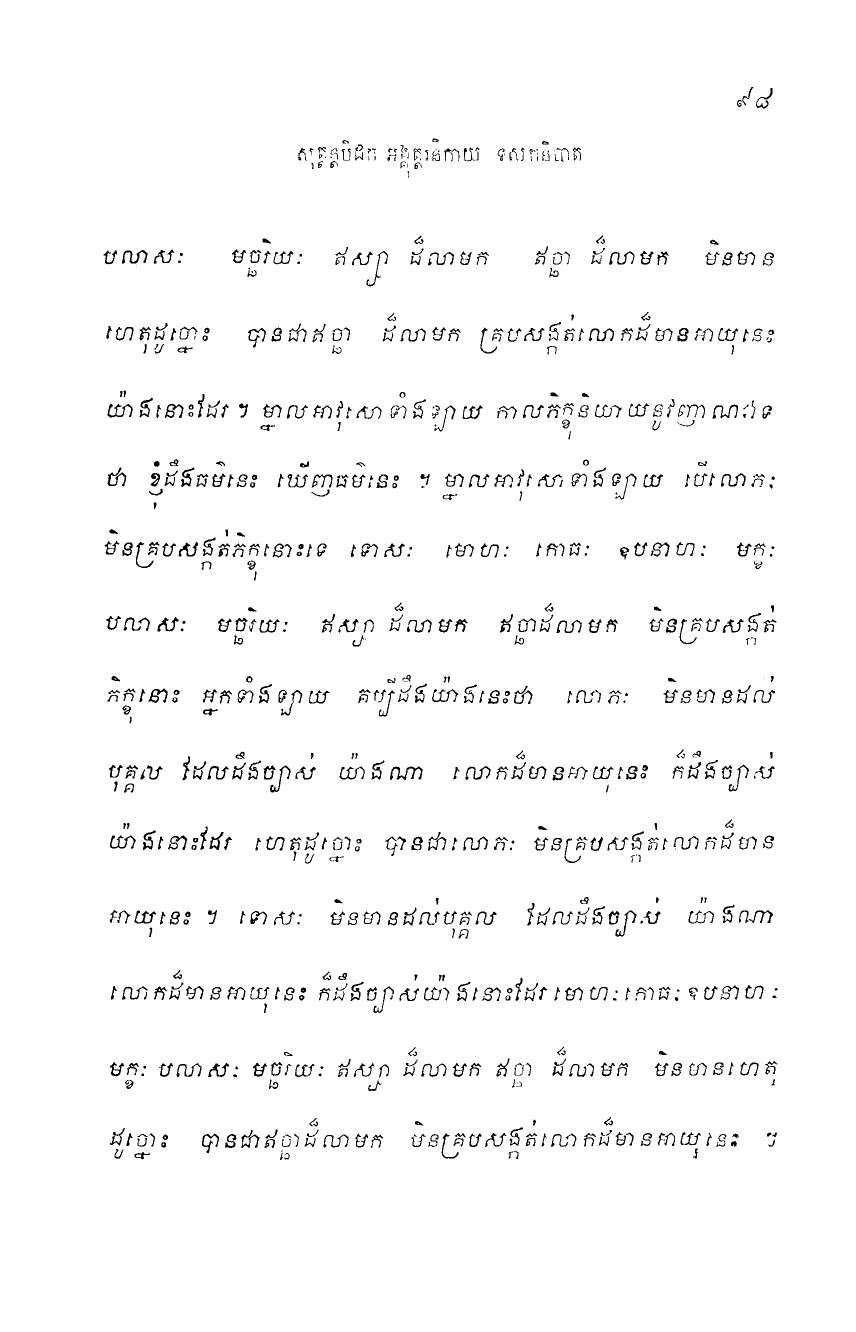 ៩៨
សុត្តន្តបិដក អង្គុត្តរនិកាយ ទសកនិបាត
បលាសៈ មច្ឆរិយៈ ឥស្សា ដ៏លាមក ឥច្ឆា ដ៏លាមក មិនមាន
ហេតុដូច្នោះ បានជាឥច្ឆា ដ៏លាមក គ្របសង្កត់លោកដ៏មានអាយុនេះ
យ៉ាងនោះដែរ ។ ម្នាលអាវុសោទាំងឡាយ កាលភិក្ខុនិយាយនូវញាណវាទ
ថា ខ្ញុំដឹងធម៌នេះ ឃើញធម៌នេះ ។ ម្នាលអាវុសោទាំងឡាយ បើលោភៈ
មិនគ្របសង្កត់ភិក្ខុនោះទេ ទោសៈ មោហៈ កោធៈ ឧបនាហៈ មក្ខៈ
បលាសៈ មច្ឆរិយៈ ឥស្សា ដ៏លាមក ឥច្ឆាដ៏លាមក មិនគ្របសង្កត់
ភិក្ខុនោះ អ្នកទាំងឡាយ គប្បីដឹងយ៉ាងនេះថា លោភៈ មិនមានដល់
បុគ្គល ដែលដឹងច្បាស់ យ៉ាងណា លោកដ៏មានអាយុនេះ ក៏ដឹងច្បាស់
យ៉ាងនោះដែរ ហេតុដូច្នោះ បានជាលោភៈ មិនគ្របសង្កត់លោកដ៏មាន
អាយុនេះ ។ ទោសៈ មិនមានដល់បុគ្គល ដែលដឹងច្បាស់ យ៉ាងណា
លោកដ៏មានអាយុនេះ ក៏ដឹងច្បាស់យ៉ាងនោះដែរ មោហៈ កោធៈ ឧបនាហៈ
មក្ខៈ បលាសៈ មច្ឆរិយៈ ឥស្សា ដ៏លាមក ឥច្ឆា ដ៏លាមក មិនមានហេតុ
ដូច្នោះ បានជាឥច្ឆាដ៏លាមក មិនគ្របសង្កត់លោកដ៏មានអាយុនេះ ។